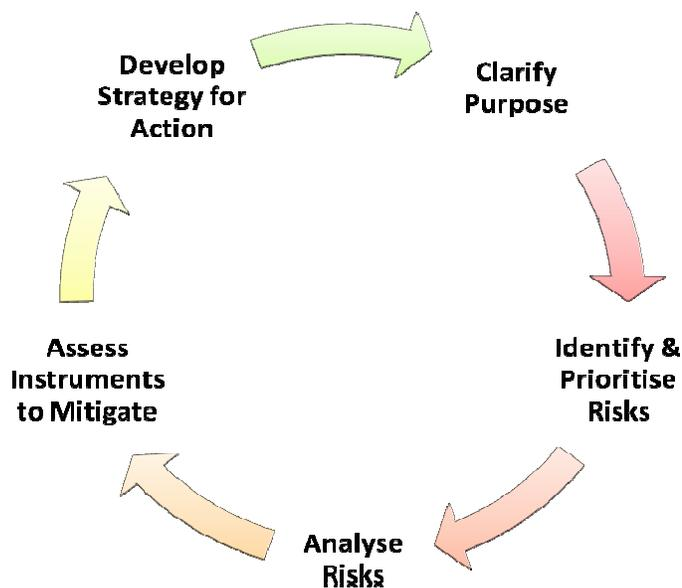 Develop
Strategy for
Action
Clarify
Purpose
Identify &
Prioritise
Risks
Analyse
Risks
Assess
Instruments
to Mitigate